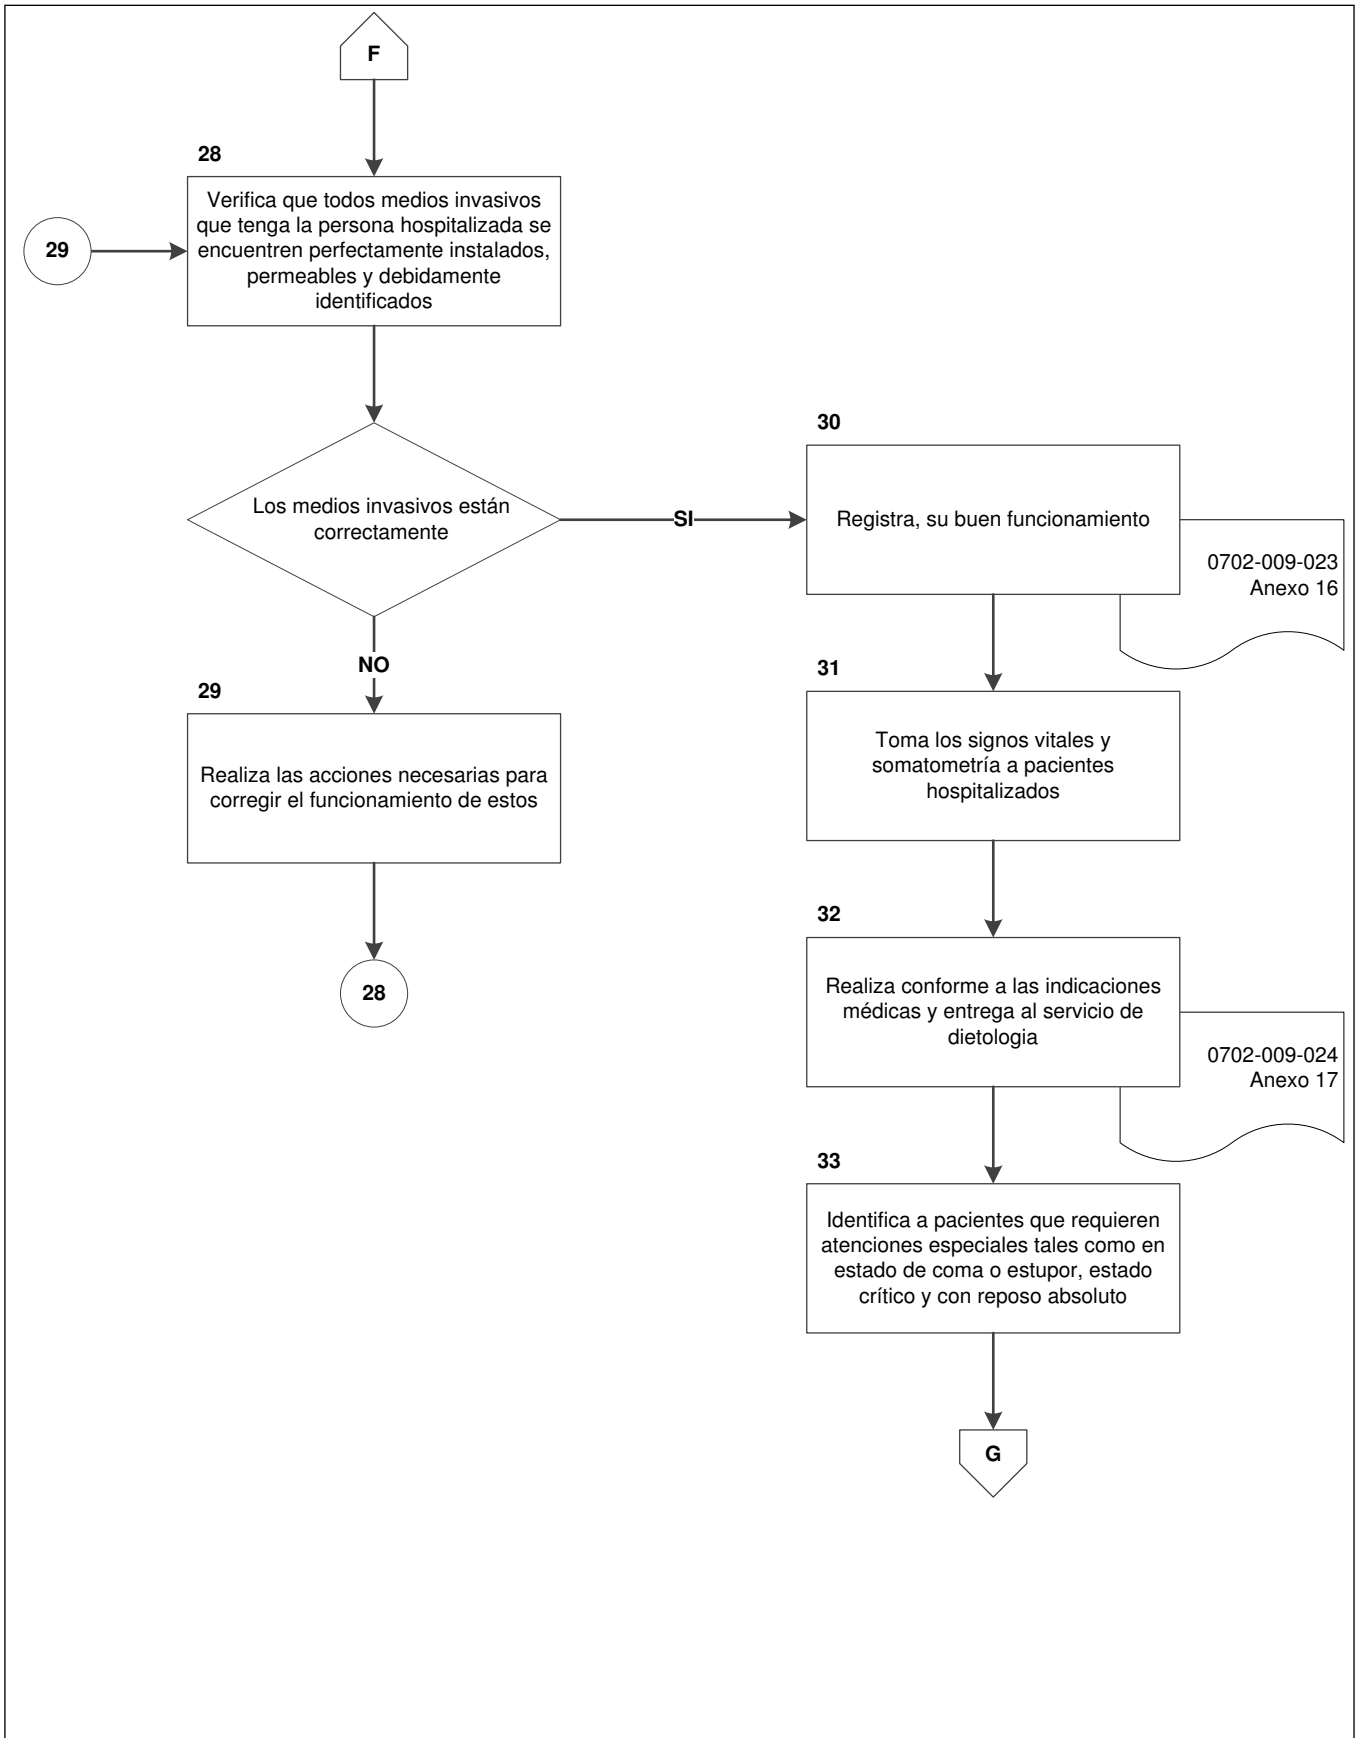 F
28
Verifica que todos medios invasivos
que tenga la persona hospitalizada se
encuentren perfectamente instalados,
permeables y debidamente
identificados
29
Los medios invasivos están
correctamente
SI
NO
29
Realiza las acciones necesarias para
corregir el funcionamiento de estos
28
30
Registra, su buen funcionamiento
0702-009-023
Anexo 16
31
Toma los signos vitales y
somatometría a pacientes
hospitalizados
32
Realiza conforme a las indicaciones
médicas y entrega al servicio de
dietologia
0702-009-024
Anexo 17
33
Identifica a pacientes que requieren
atenciones especiales tales como en
estado de coma o estupor, estado
crítico y con reposo absoluto
G